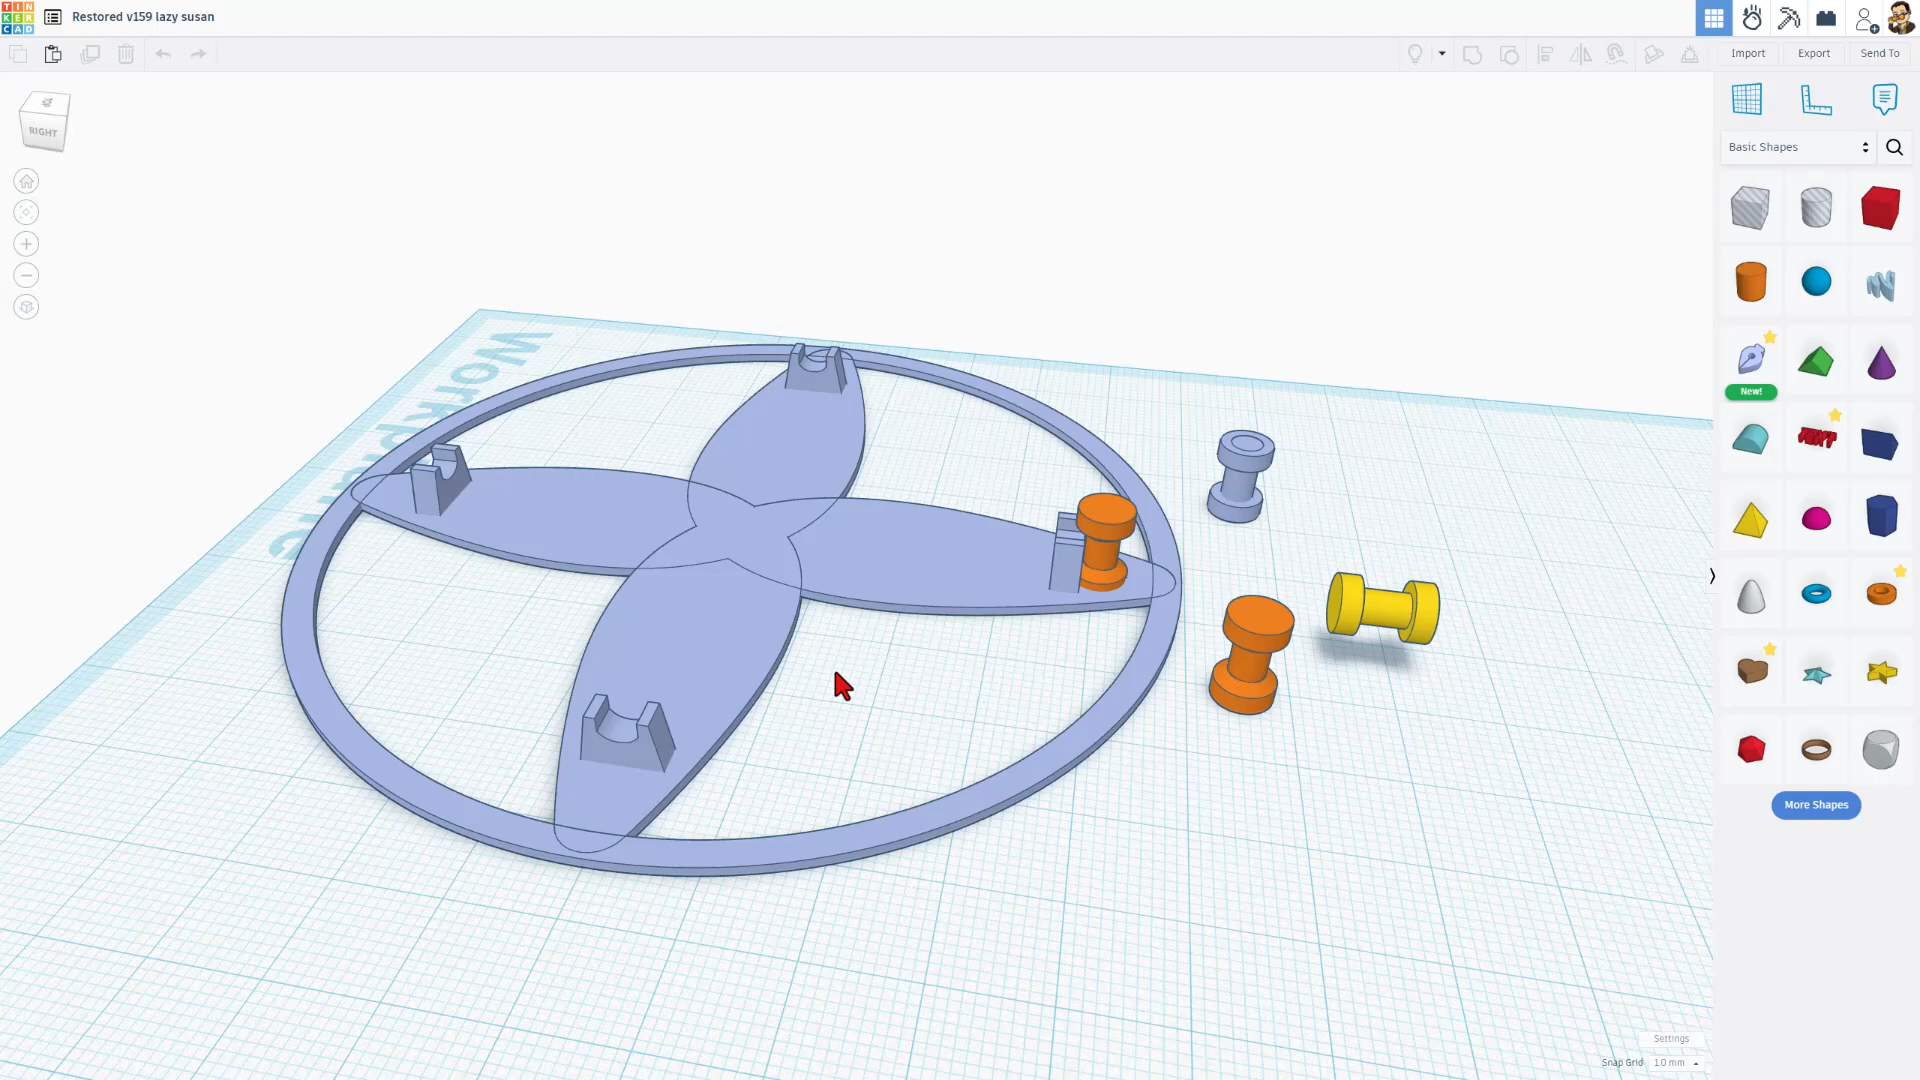 TIN
KER
CAD
Restored v159 lazy susan
Import
Export
Send To
RIGHT
Basic Shapes
Workplane
New!
TEXT
More Shapes
Settings
Snap Grid 1.0 mm